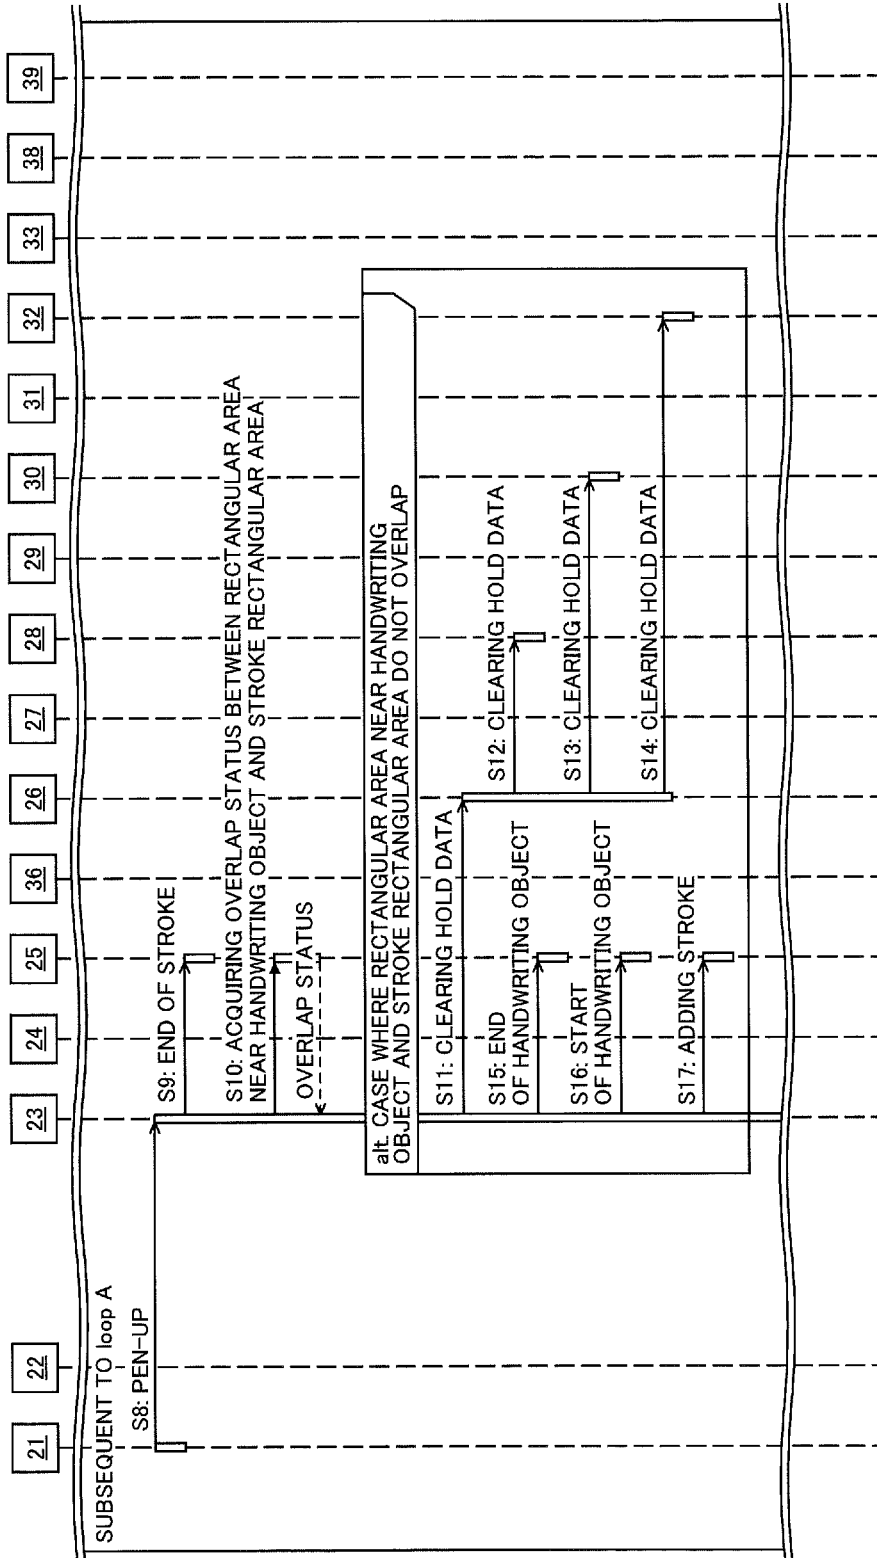 21
22
23
24
25
36
26
27
28
29
30
31
32
33
38
39
SUBSEQUENT TO loop A
S8: PEN-UP
S9: END OF STROKE
S10: ACQUIRING OVERLAP STATUS BETWEEN RECTANGULAR AREA
NEAR HANDWRITING OBJECT AND STROKE RECTANGULAR AREA
OVERLAP STATUS
alt. CASE WHERE RECTANGULAR AREA NEAR HANDWRITING
OBJECT AND STROKE RECTANGULAR AREA DO NOT OVERLAP
S11: CLEARING HOLD DATA
S12: CLEARING HOLD DATA
S13: CLEARING HOLD DATA
S14: CLEARING HOLD DATA
S15: END
OF HANDWRITING OBJECT
S16: START
OF HANDWRITING OBJECT
S17: ADDING STROKE